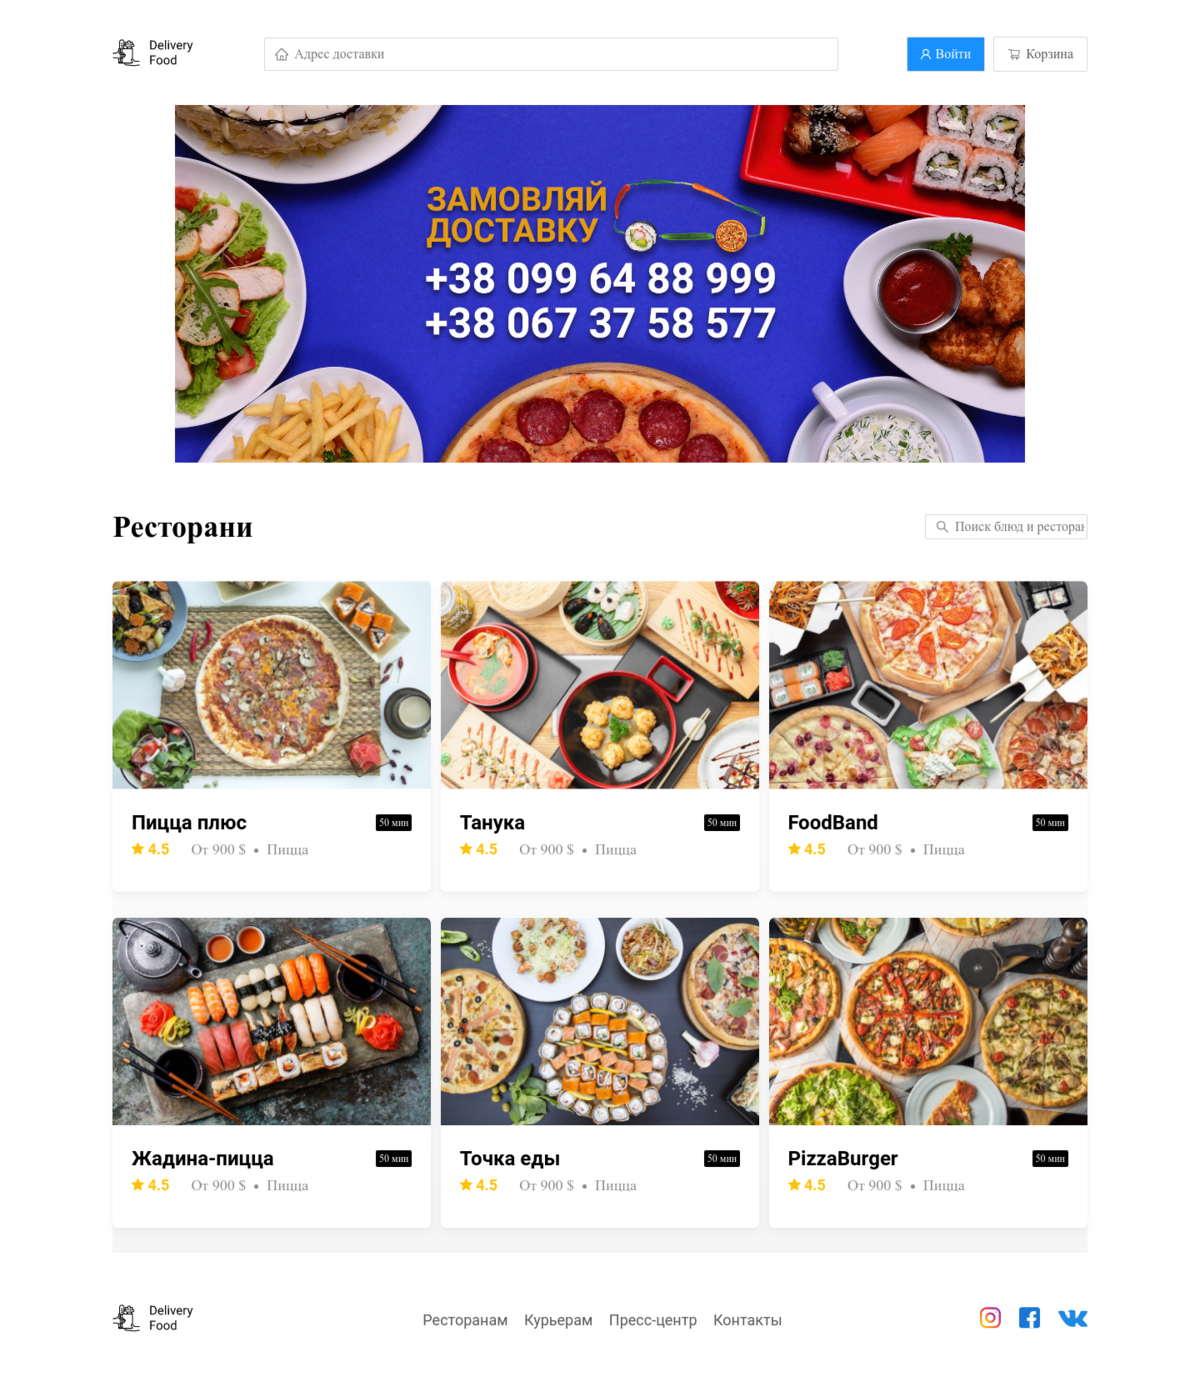 Delivery
Food
Адрес доставки
Войти
Корзина
ЗАМОВЛЯЙ
ДОСТАВКУ
+38 099 64 88 999
+38 067 37 58 577
Ресторани
Поиск блюд и ресторан
Пицца плюс
50 мин
4.5 От 900 $ • Пицца
Танука
50 мин
4.5 От 900 $ • Пицца
FoodBand
50 мин
4.5 От 900 $ • Пицца
Жадина-пицца
50 мин
4.5 От 900 $ • Пицца
Точка еды
50 мин
4.5 От 900 $ • Пицца
PizzaBurger
50 мин
4.5 От 900 $ • Пицца
Delivery
Food
Ресторанам Курьерам Пресс-центр Контакты